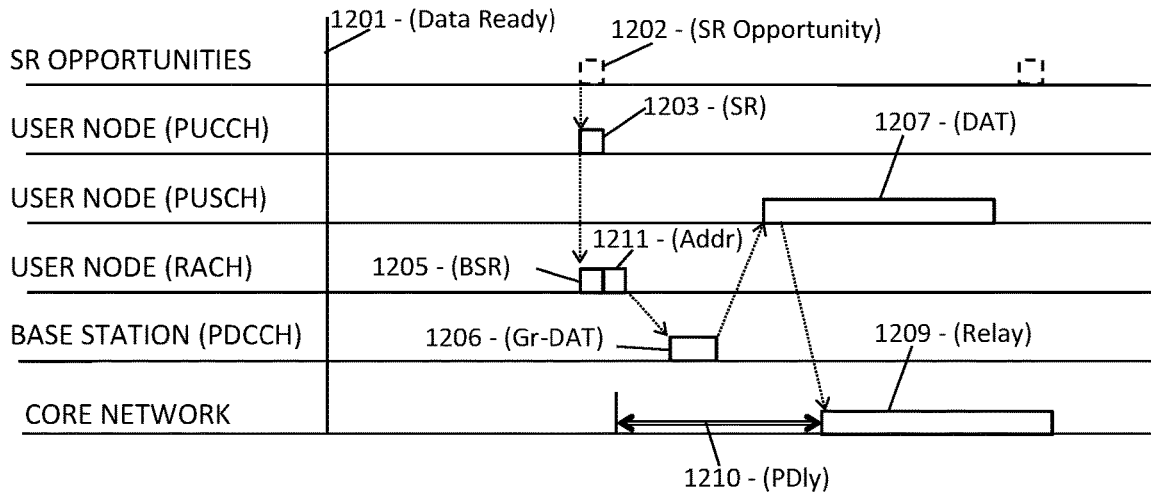 1201 - (Data Ready)
1202 - (SR Opportunity)
SR OPPORTUNITIES
1203 - (SR)
USER NODE (PUCCH)
1207 - (DAT)
USER NODE (PUSCH)
1211 - (Addr)
USER NODE (RACH)
1205 - (BSR)
BASE STATION (PDCCH)
1206 - (Gr-DAT)
1209 - (Relay)
CORE NETWORK
1210 - (PDly)